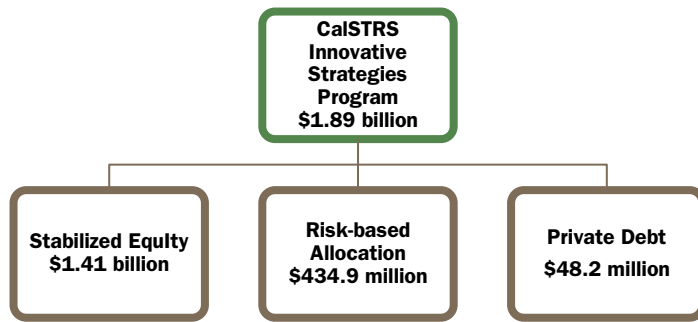 CalSTRS
Innovative
Strategies
Program
$1.89 billion
Stabilized Equlty
$1.41 billion
Risk-based
Allocation
$434.9 million
Private Debt
$48.2 million